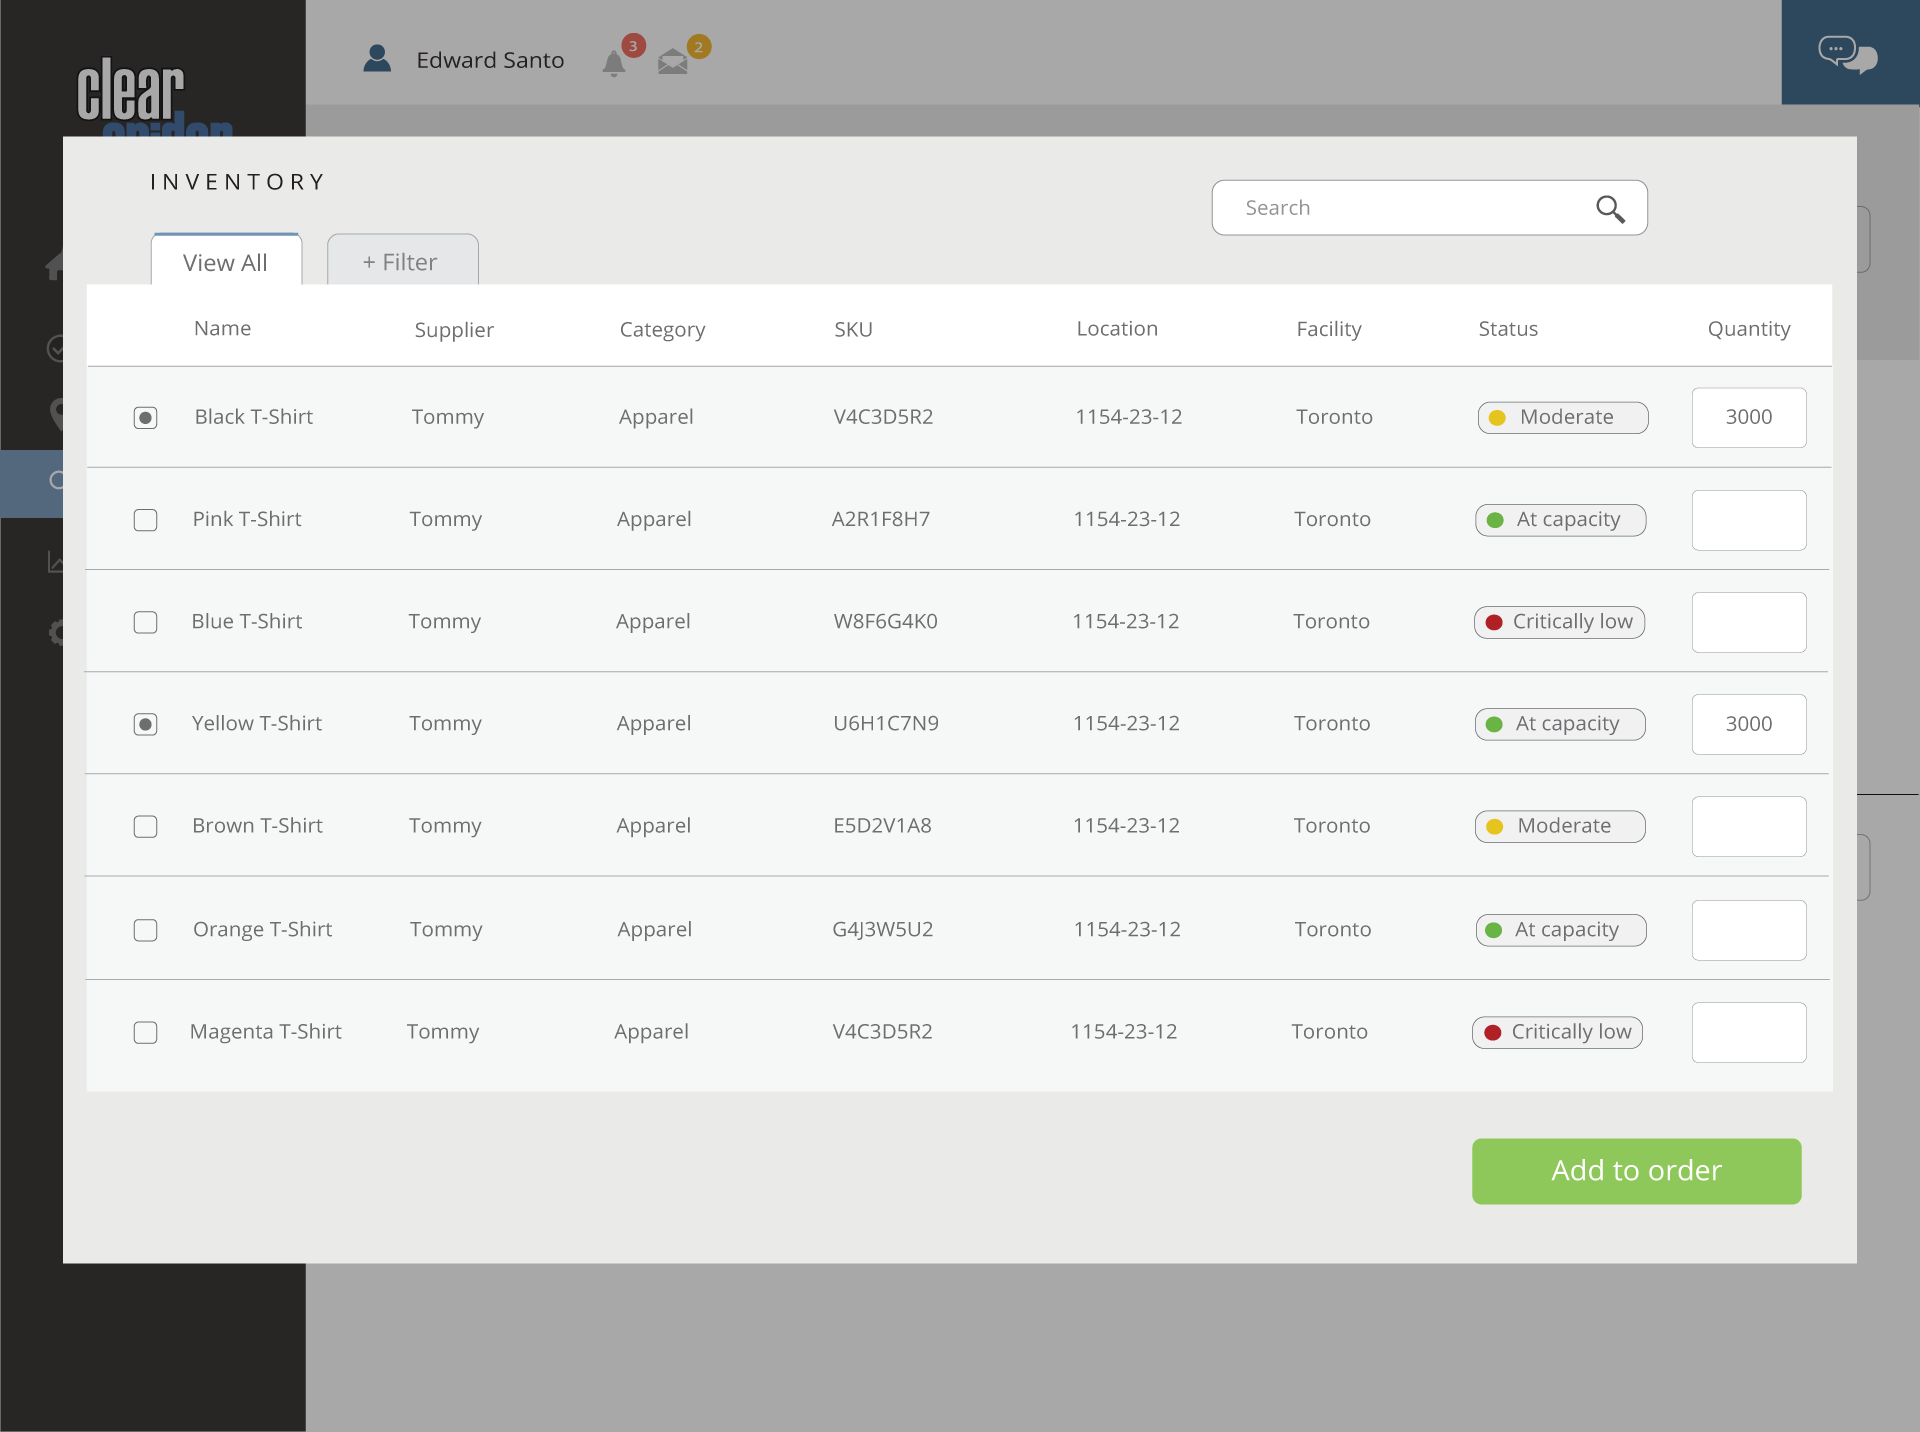 clear
Edward Santo 3 2
INVENTORY
Search
View All + Filter
Name Supplier Category SKU Location Facility Status Quantity
Black T-Shirt Tommy Apparel V4C3D5R2 1154-23-12 Toronto Moderate 3000
Pink T-Shirt Tommy Apparel A2R1F8H7 1154-23-12 Toronto At capacity
Blue T-Shirt Tommy Apparel W8F6G4K0 1154-23-12 Toronto Critically low
Yellow T-Shirt Tommy Apparel U6H1C7N9 1154-23-12 Toronto At capacity 3000
Brown T-Shirt Tommy Apparel E5D2V1A8 1154-23-12 Toronto Moderate
Orange T-Shirt Tommy Apparel G4J3W5U2 1154-23-12 Toronto At capacity
Magenta T-Shirt Tommy Apparel V4C3D5R2 1154-23-12 Toronto Critically low
Add to order